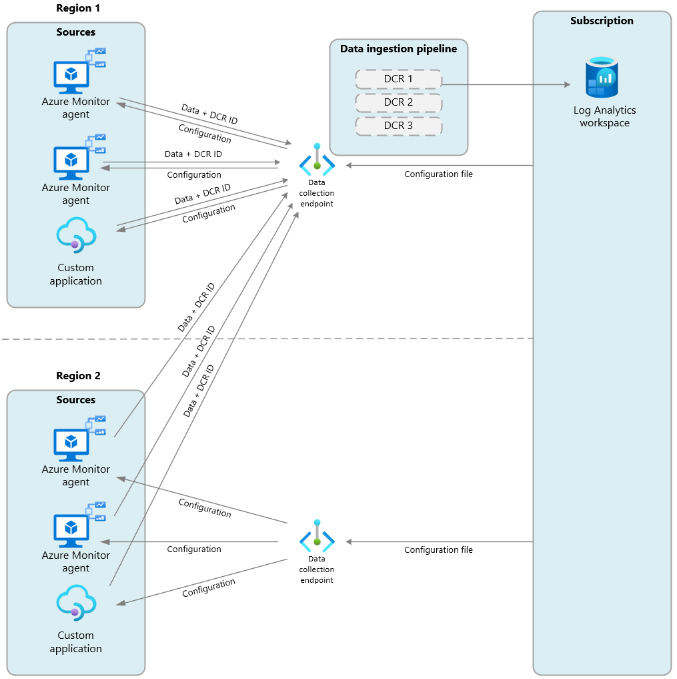 Region 1
Sources
Azure Monitor
agent
Azure Monitor
agent
Custom
application
Data + DCR ID
Configuration
Data + DCR ID
Configuration
Data + DCR ID
Configuration
Data
collection
endpoint
Data ingestion pipeline
DCR 1
DCR 2
DCR 3
Configuration file
Subscription
Log Analytics
workspace
Data + DCR ID
Data + DCR ID
Data + DCR ID
Region 2
Sources
Azure Monitor
agent
Azure Monitor
agent
Custom
application
Configuration
Configuration
Configuration
Data
collection
endpoint
Configuration file